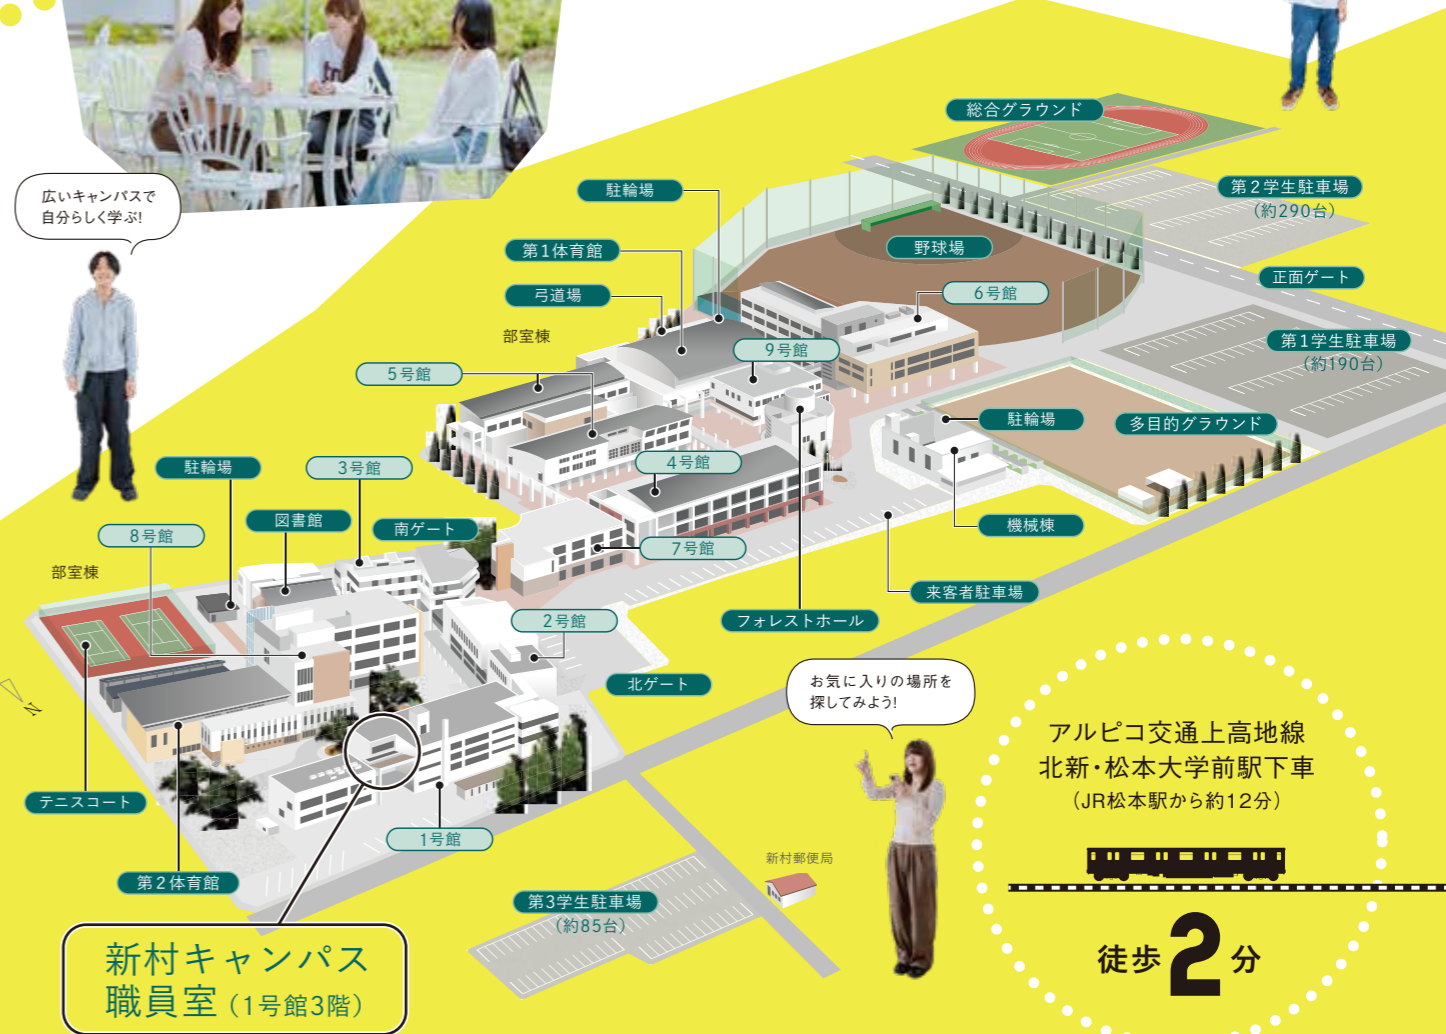 広いキャンパスで
自分らしく学ぶ!
総合グラウンド
駐輪場
第2学生駐車場
(約290台)
第1体育館
野球場
正面ゲート
弓道場
6号館
部室棟
9号館
第1学生駐車場
(約190台)
5号館
駐輪場
多目的グラウンド
駐輪場
3号館
4号館
図書館
南ゲート
機械棟
8号館
7号館
部室棟
来客者駐車場
2号館
フォレストホール
北ゲート
お気に入りの場所を
探してみよう!
N
アルピコ交通上高地線
北新・松本大学前駅下車
(JR松本駅から約12分)
テニスコート
1号館
新村郵便局
第2体育館
第3学生駐車場
(約85台)
新村キャンパス
職員室(1号館3階)
徒歩2分